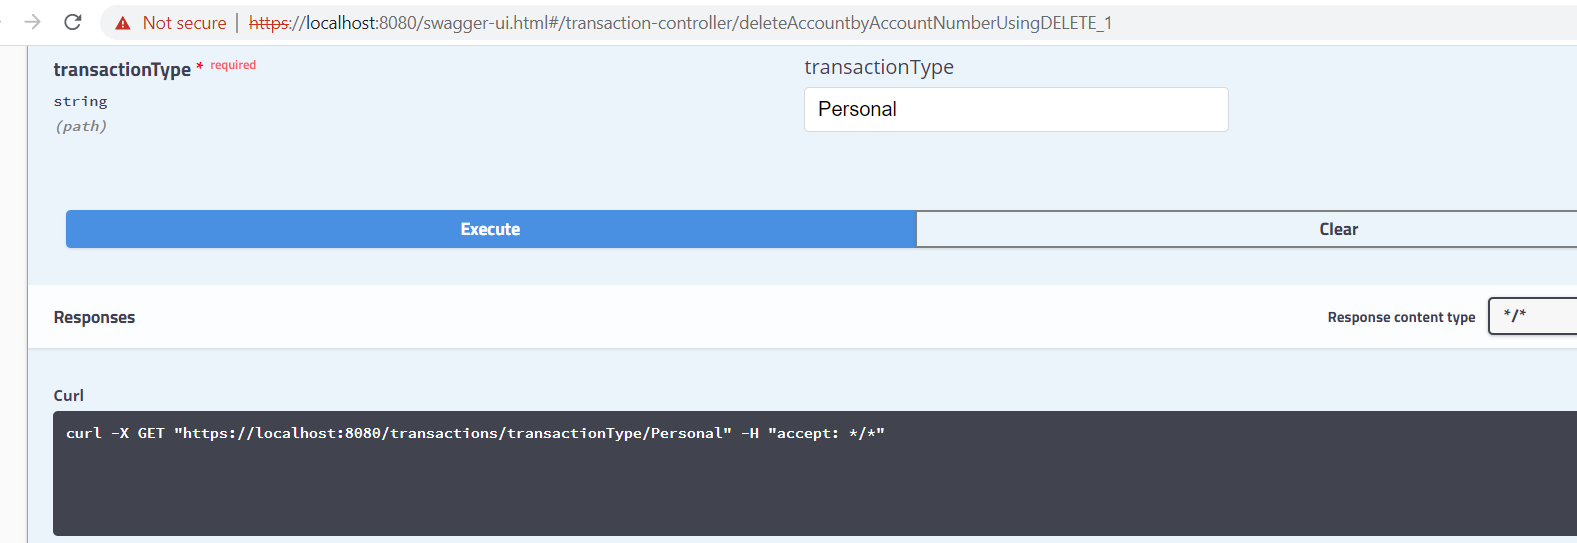 Not secure | https://localhost:8080/swagger-ui.html#/transaction-controller/deleteAccountbyAccountNumberUsingDELETE_1
transactionType * required
transactionType
string
Personal
(path)
Execute
Clear
Responses
Response content type
*/*
Curl
curl -X GET "https://localhost:8080/transactions/transactionType/Personal" -H "accept: */*"